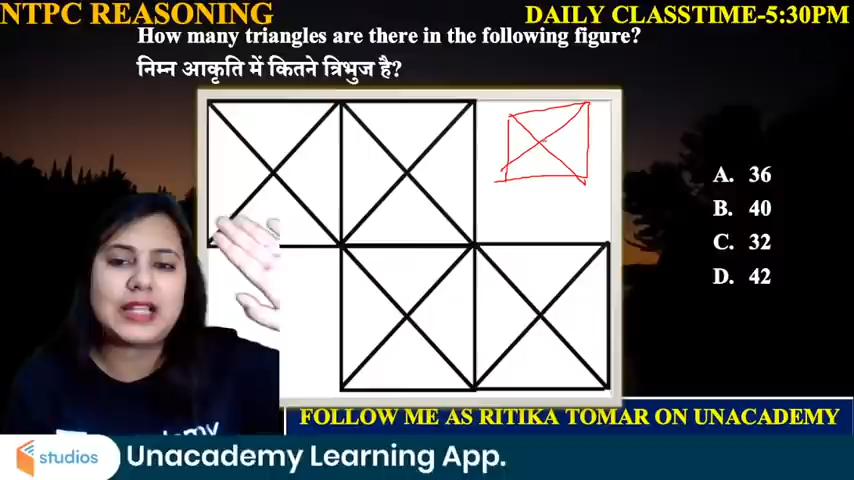 NTPC REASONING
DAILY CLASSTIME-5:30PM
How many triangles are there in the following figure?
निम्न आकृति में कितने त्रिभुज है?
A. 36
B. 40
C. 32
D. 42
FOLLOW ME AS RITIKA TOMAR ON UNACADEMY
studios
Unacademy Learning App.